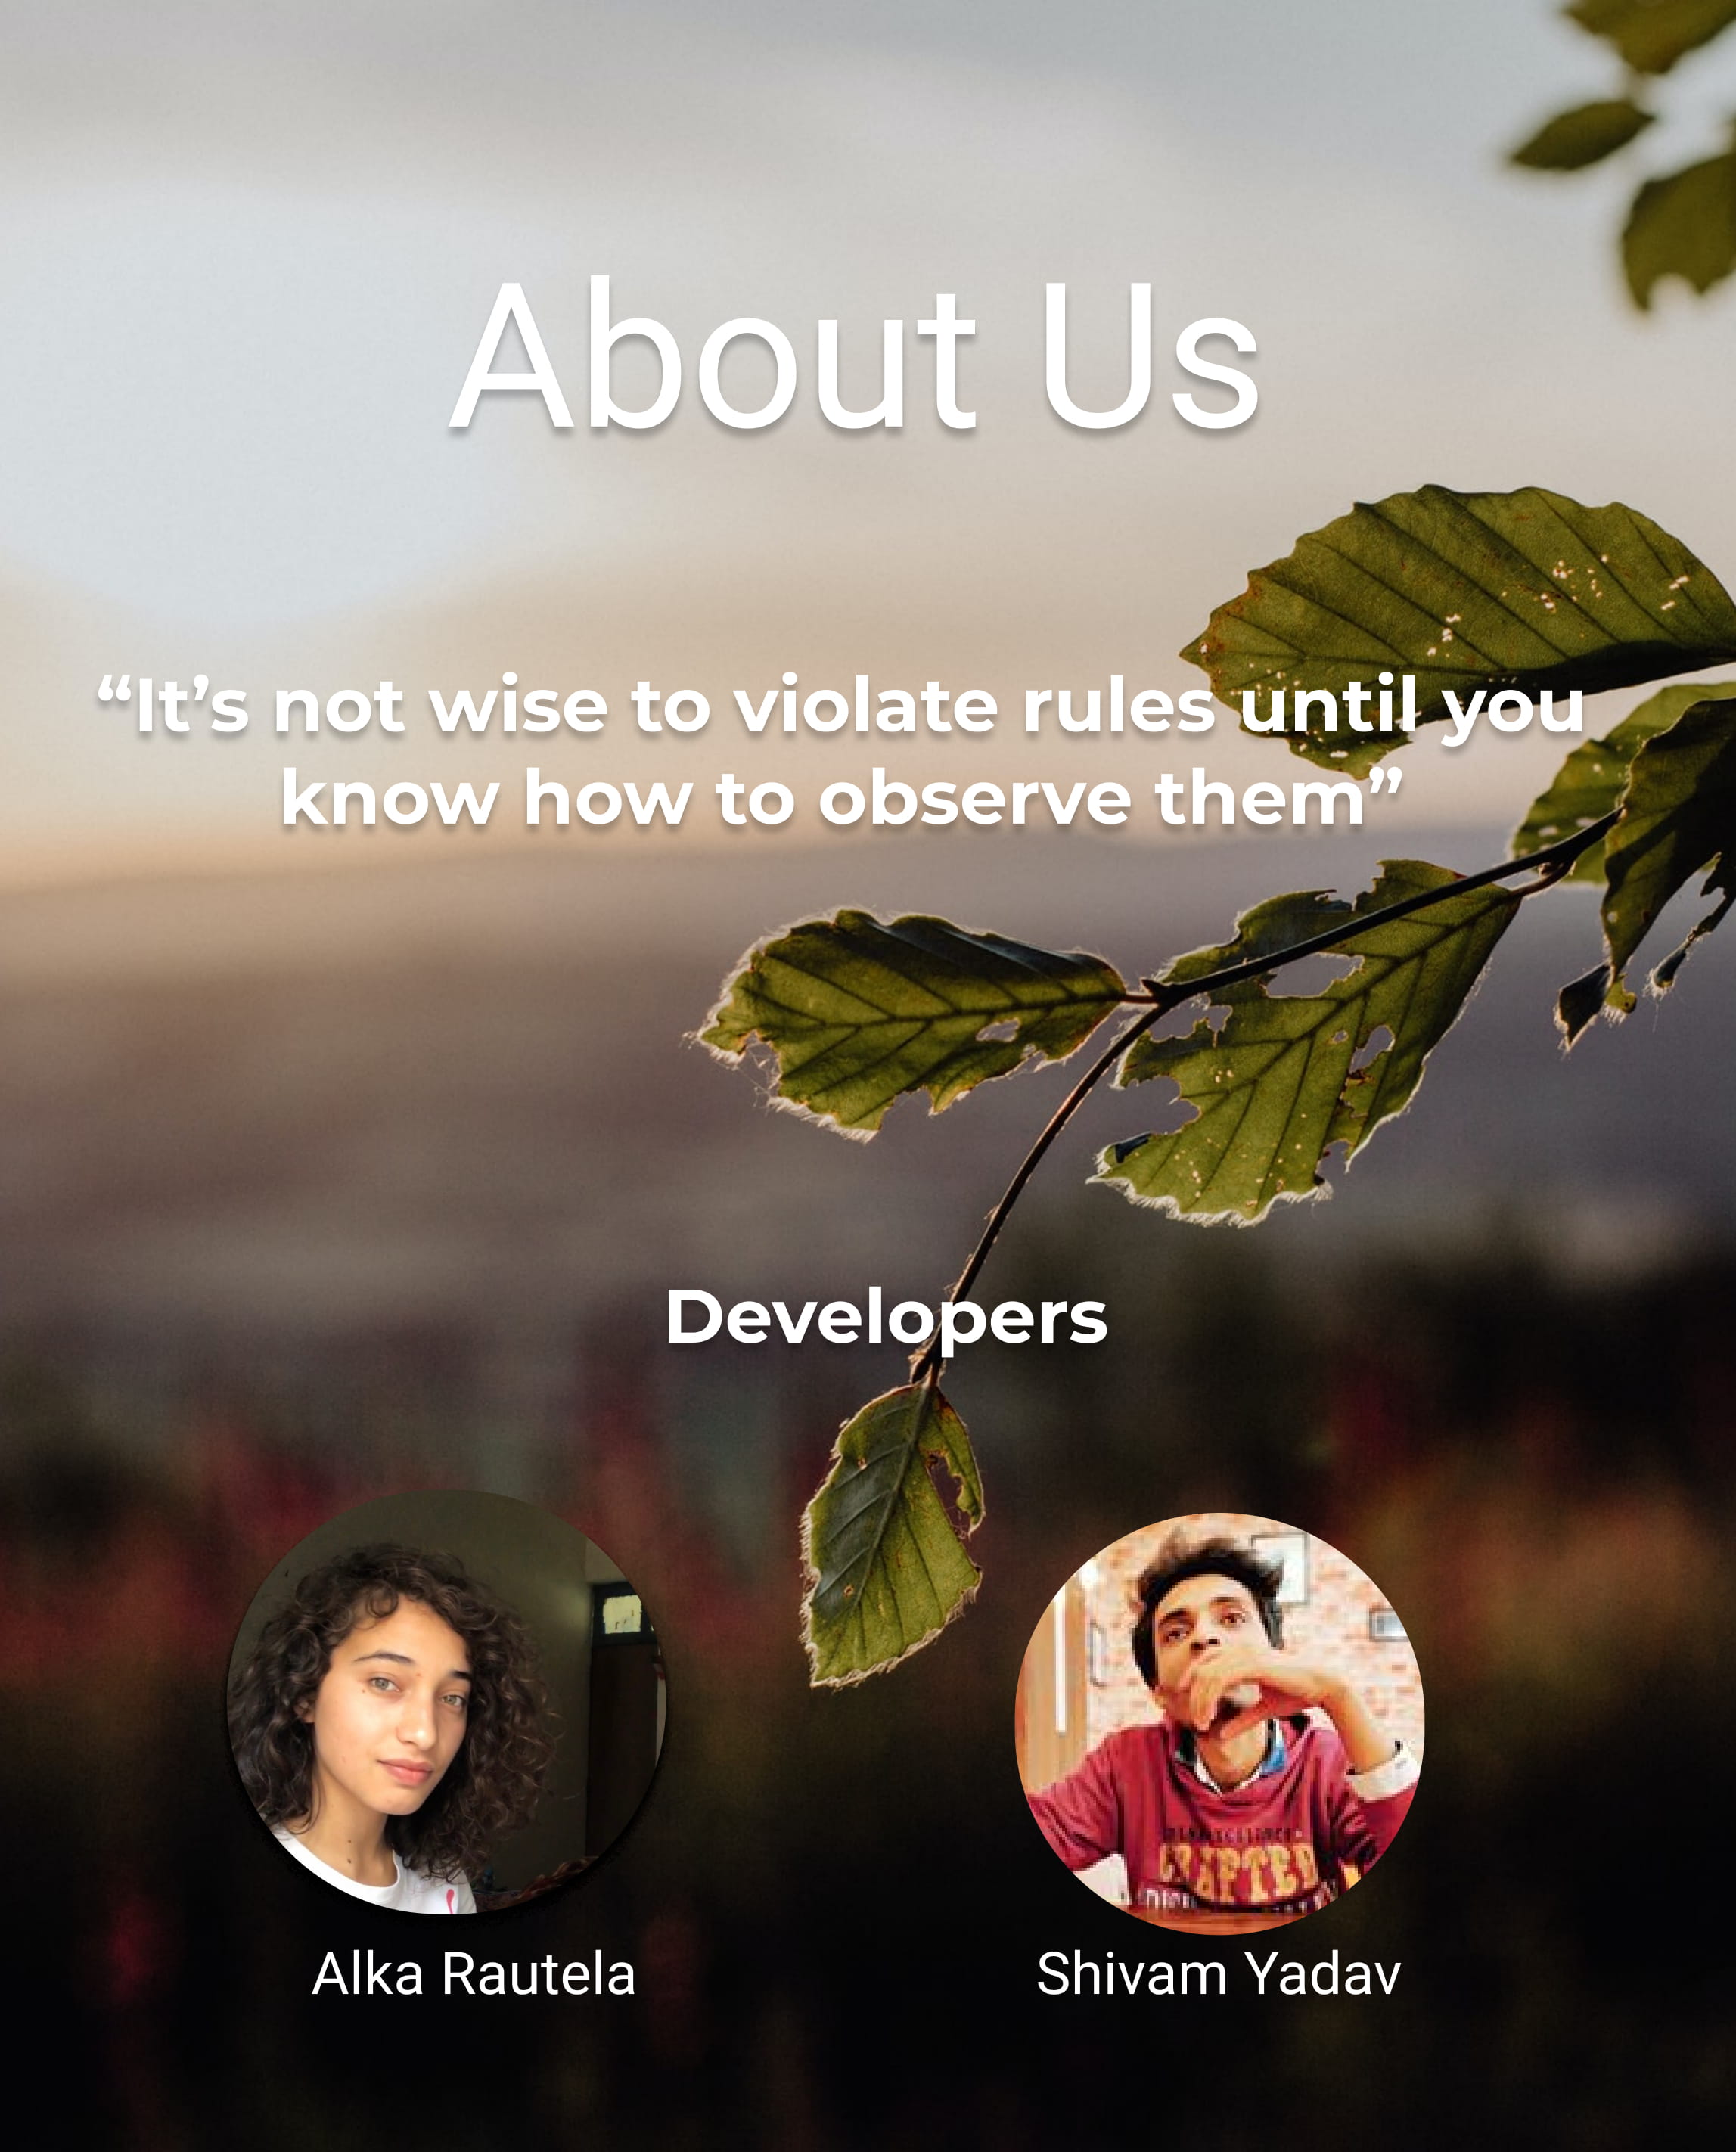 About Us
“It’s not wise to violate rules until you
know how to observe them”
Developers
CRAFTED
Alka Rautela
Shivam Yadav